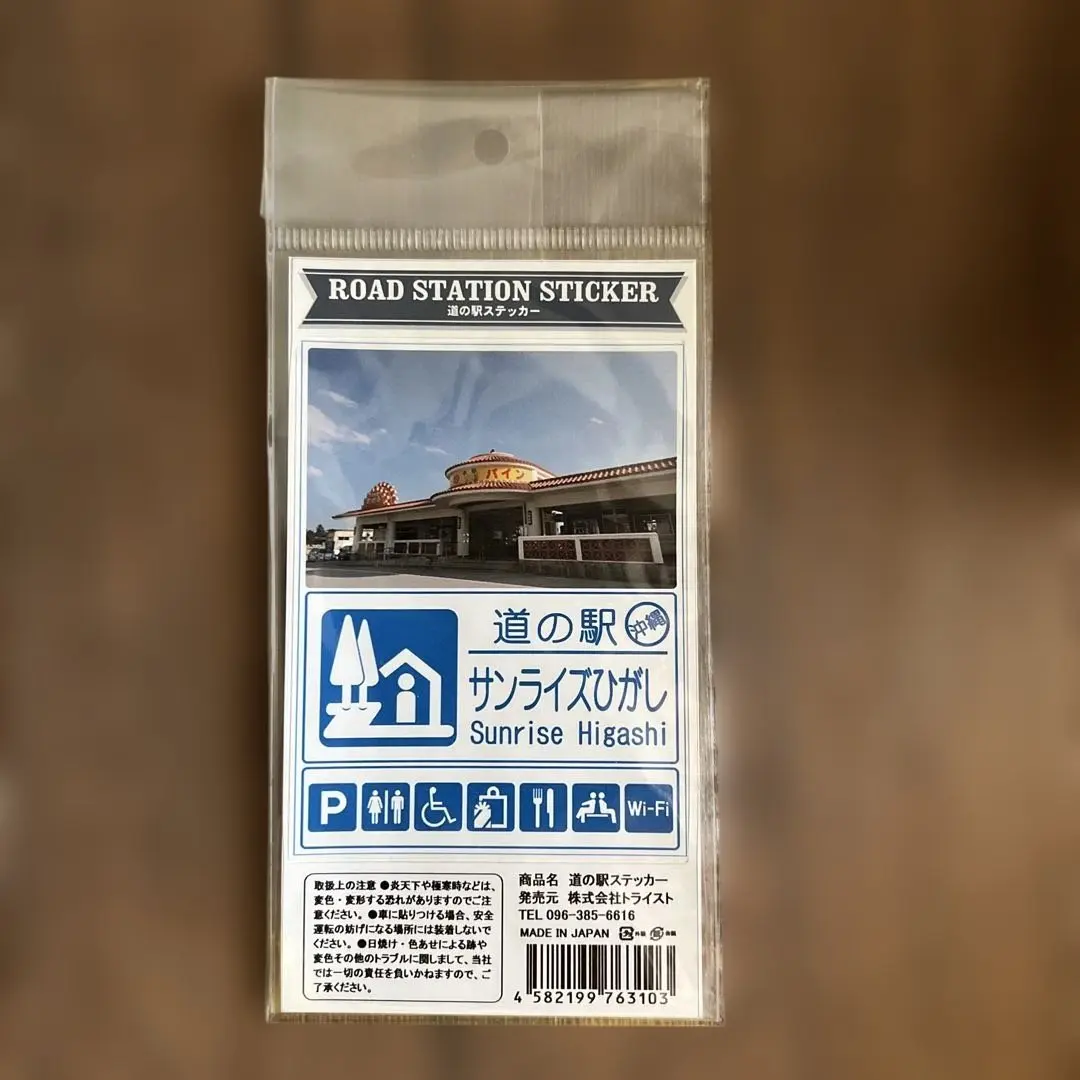 ROAD STATION STICKER
道の駅ステッカー
パイン
道の駅 沖縄
サンライズひがし
Sunrise Higashi
P Wi-Fi
取扱上の注意 ●炎天下や極寒時などは、
変色・変形する恐れがありますのでご注
意ください。●車に貼りつける場合、安全
運転の妨げになる場所には装着しないで
ください。●日焼け・色あせによる跡や
変色その他のトラブルに関しまして、当社
では一切の責任を負いかねますので、ご
了承ください。
商品名 道の駅ステッカー
発売元 株式会社トライスト
TEL 096-385-6616
MADE IN JAPAN
4 582199 763103